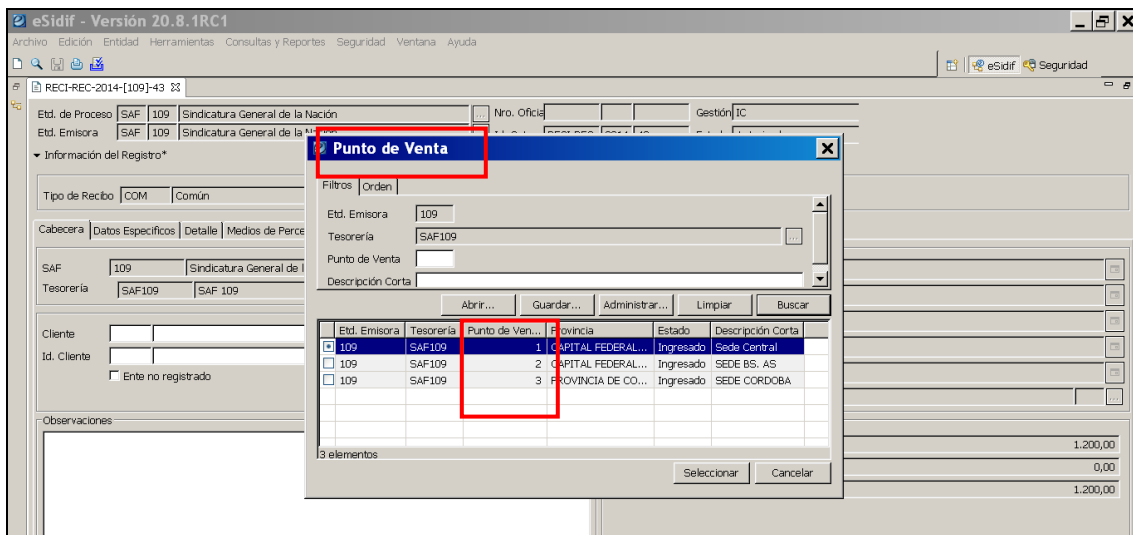 eSidif - Versión 20.8.1RC1
Archivo Edición Entidad Herramientas Consultas y Reportes Seguridad Ventana Ayuda
eSidif Seguridad
RECI-REC-2014-[109]-43
Etd. de Proceso SAF 109 Sindicatura General de la Nación ... Nro. Oficial Gestión IC
Etd. Emisora SAF 109 Sindicatura General de la
Información del Registro*
Tipo de Recibo COM Común
Cabecera Datos Especificos Detalle Medios de Perce
SAF 109 Sindicatura General de l
Tesorería SAF109 SAF 109
Cliente
Id. Cliente
Ente no registrado
Observaciones
Punto de Venta
Filtros Orden
Etd. Emisora 109
Tesorería SAF109 ...
Punto de Venta
Descripción Corta
Abrir... Guardar... Administrar... Limpiar Buscar
Etd. Emisora Tesorería Punto de Ven... Provincia Estado Descripción Corta
109 SAF109 1 CAPITAL FEDERAL... Ingresado Sede Central
109 SAF109 2 CAPITAL FEDERAL... Ingresado SEDE BS. AS
109 SAF109 3 PROVINCIA DE CO... Ingresado SEDE CORDOBA
3 elementos
Seleccionar Cancelar
...
1.200,00
0,00
1.200,00